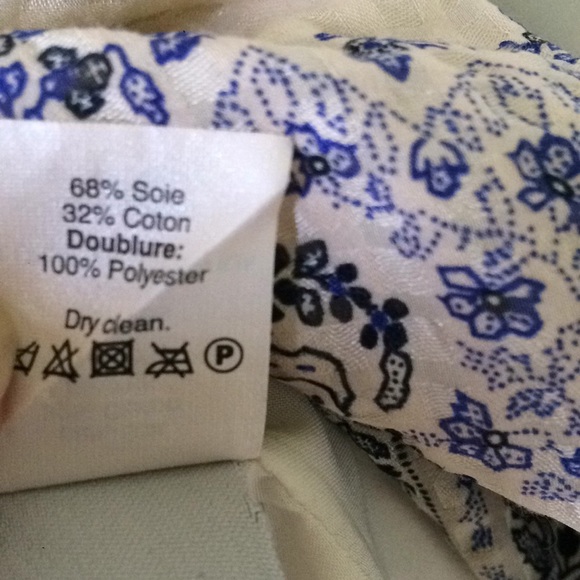 68% Soie
32% Coton
Doublure:
100% Polyester
Dry clean.
P